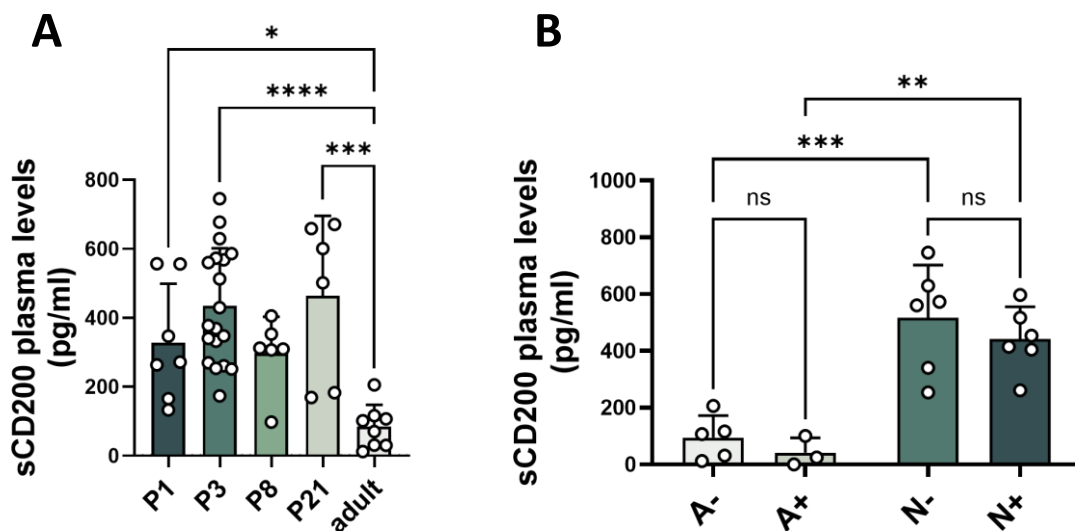 A
sCD200 plasma levels
(pg/ml)
*
****
***
800
600
400
200
0
P1
P3
P8
P21
adult
B
sCD200 plasma levels
(pg/ml)
**
***
ns
ns
1000
800
600
400
200
0
A-
A+
N-
N+